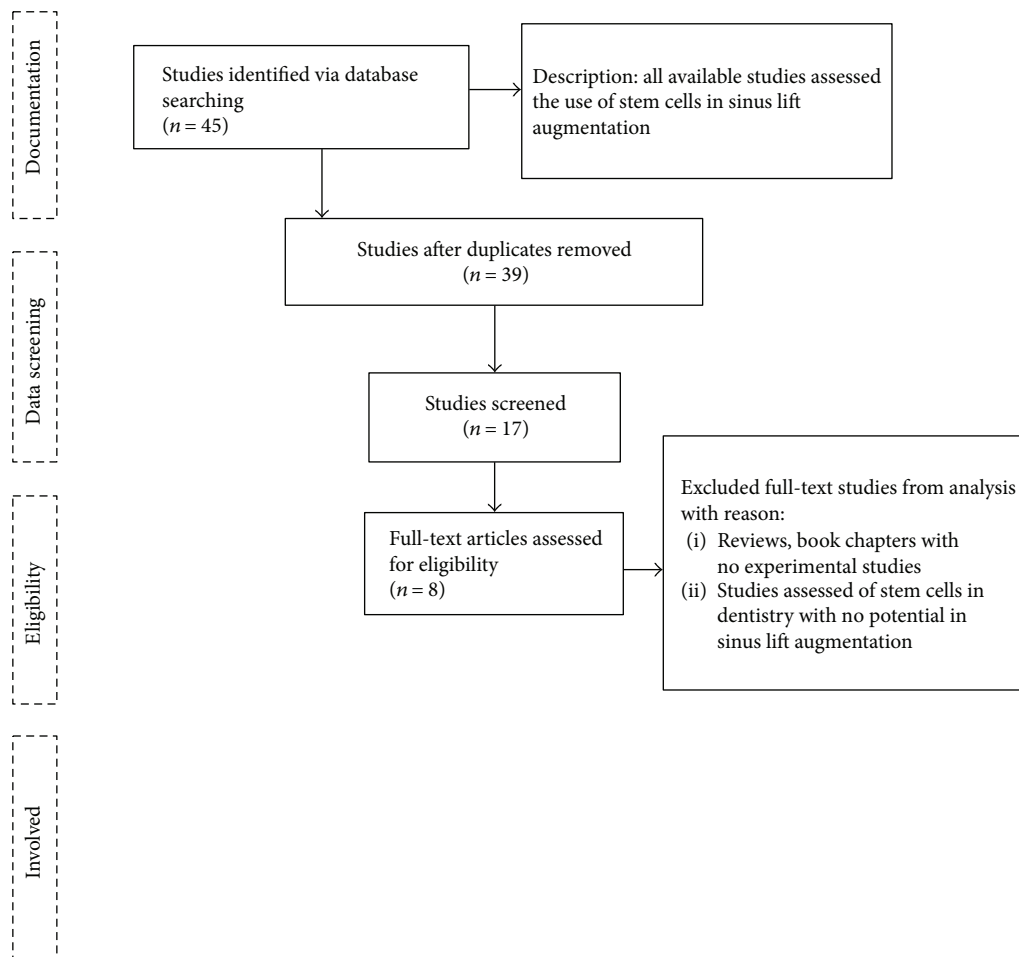 Documentation
Studies identified via database
searching
(n = 45)
Description: all available studies assessed
the use of stem cells in sinus lift
augmentation
Studies after duplicates removed
(n = 39)
Data screening
Studies screened
(n = 17)
Eligibility
Full-text articles assessed
for eligibility
(n = 8)
Excluded full-text studies from analysis
with reason:
(i) Reviews, book chapters with
no experimental studies
(ii) Studies assessed of stem cells in
dentistry with no potential in
sinus lift augmentation
Involved